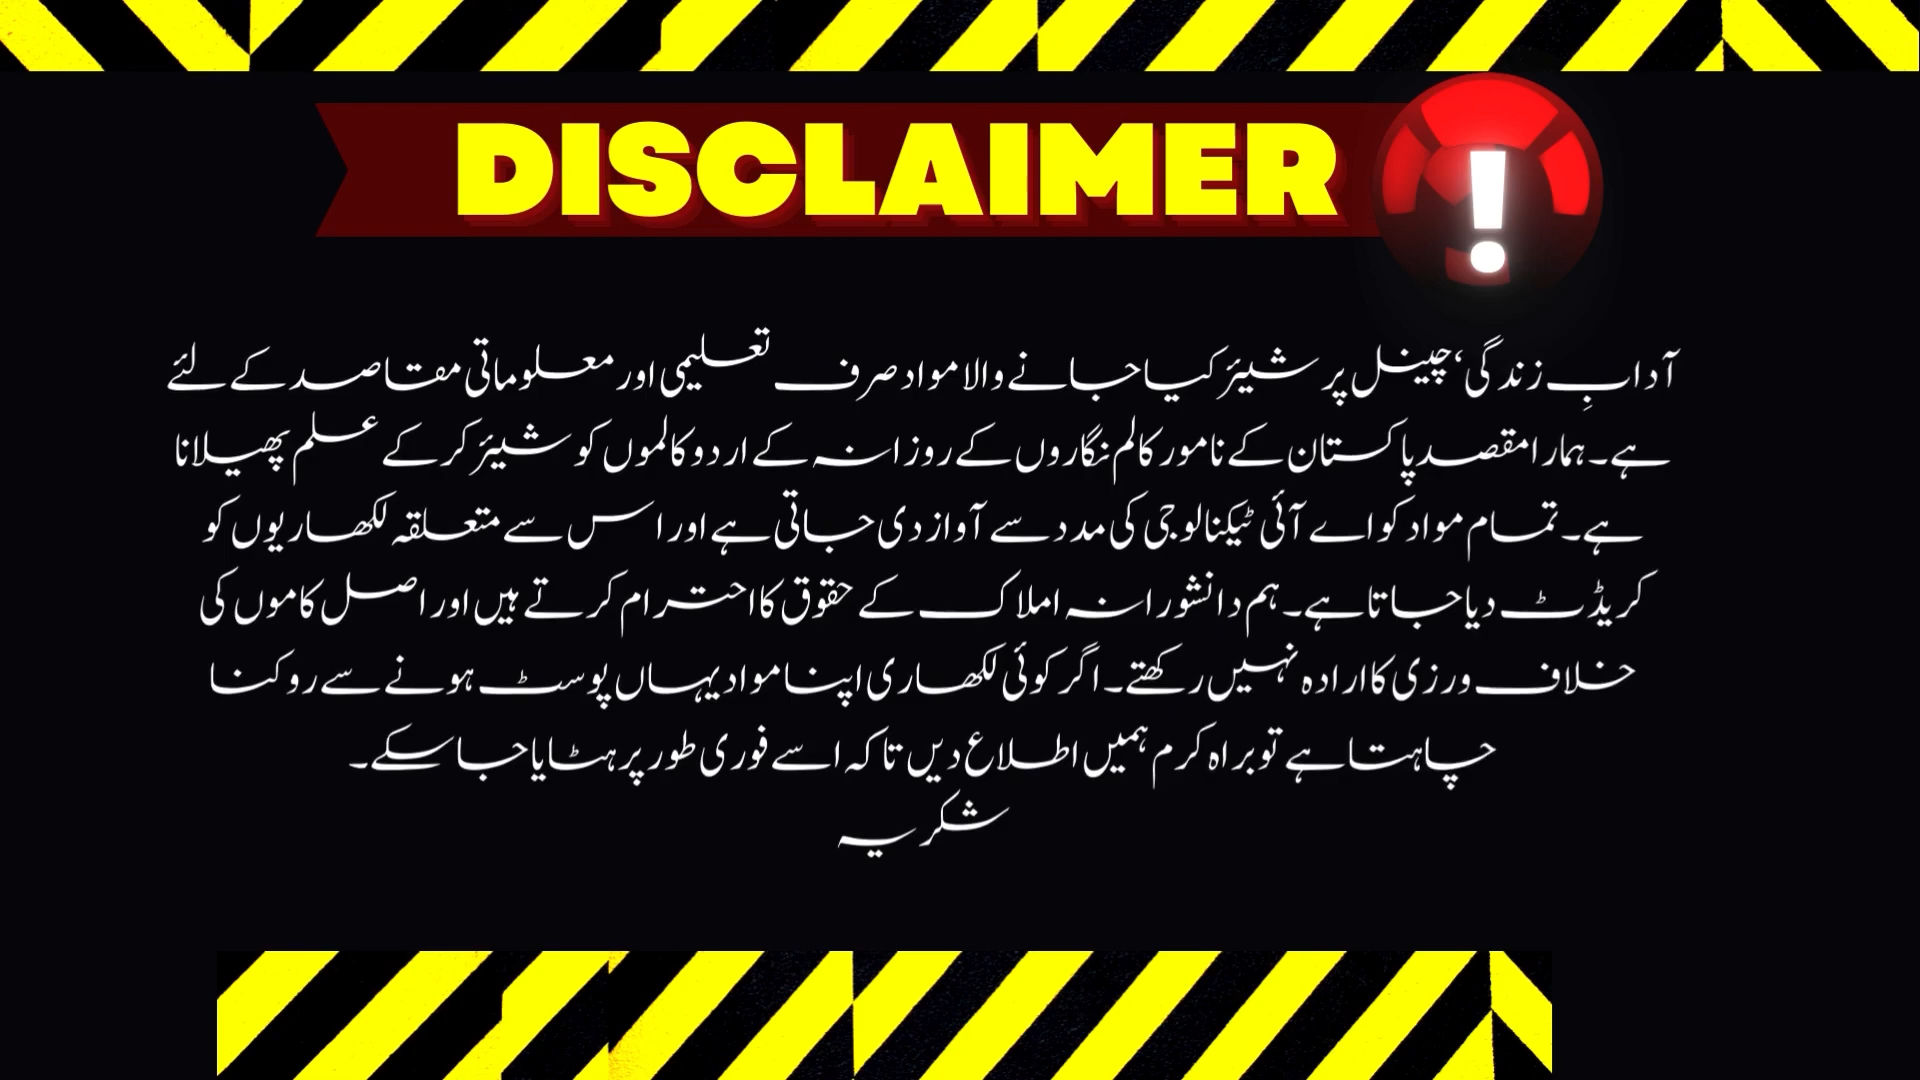 DISCLAIMER
آدابِ زندگی‘ چینل پر شیئر کیا جانے والا مواد صرف تعلیمی اور معلوماتی مقاصد کے لئے
ہے۔ ہمارا مقصد پاکستان کے نامور کالم نگاروں کے روزانہ کے اردو کالموں کو شیئر کرکے علم پھیلانا
ہے۔ تمام مواد کو اے آئی ٹیکنالوجی کی مدد سے آواز دی جاتی ہے اور اس سے متعلقہ لکھاریوں کو
کریڈٹ دیا جاتا ہے۔ ہم دانشورانہ املاک کے حقوق کا احترام کرتے ہیں اور اصل کاموں کی
خلاف ورزی کا ارادہ نہیں رکھتے۔ اگر کوئی لکھاری اپنا مواد یہاں پوسٹ ہونے سے روکنا
چاہتا ہے تو براہ کرم ہمیں اطلاع دیں تاکہ اسے فوری طور پر ہٹایا جا سکے۔
شکریہ